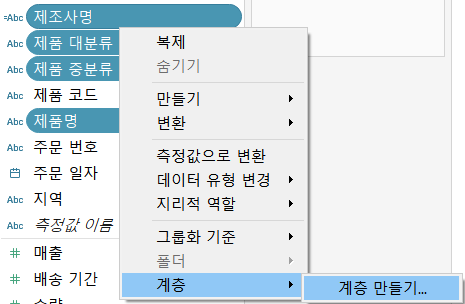 =Abc 제조사명
Abc 제품 대분류
Abc 제품 중분류
Abc 제품 코드
Abc 제품명
Abc 주문 번호
주문 일자
Abc 지역
Abc 측정값 이름
# 매출
# 배송 기간
# 수량
복제
숨기기
만들기
변환
측정값으로 변환
데이터 유형 변경
지리적 역할
그룹화 기준
폴더
계층
계층 만들기...